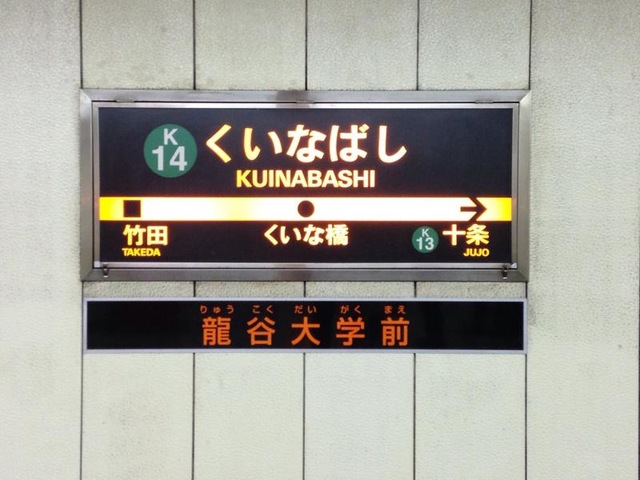 K
14
くいなばし
KUINABASHI
竹田
TAKEDA
くいな橋
K
13
十条
JUJO
りゅう こく だい がく まえ
龍谷大学前